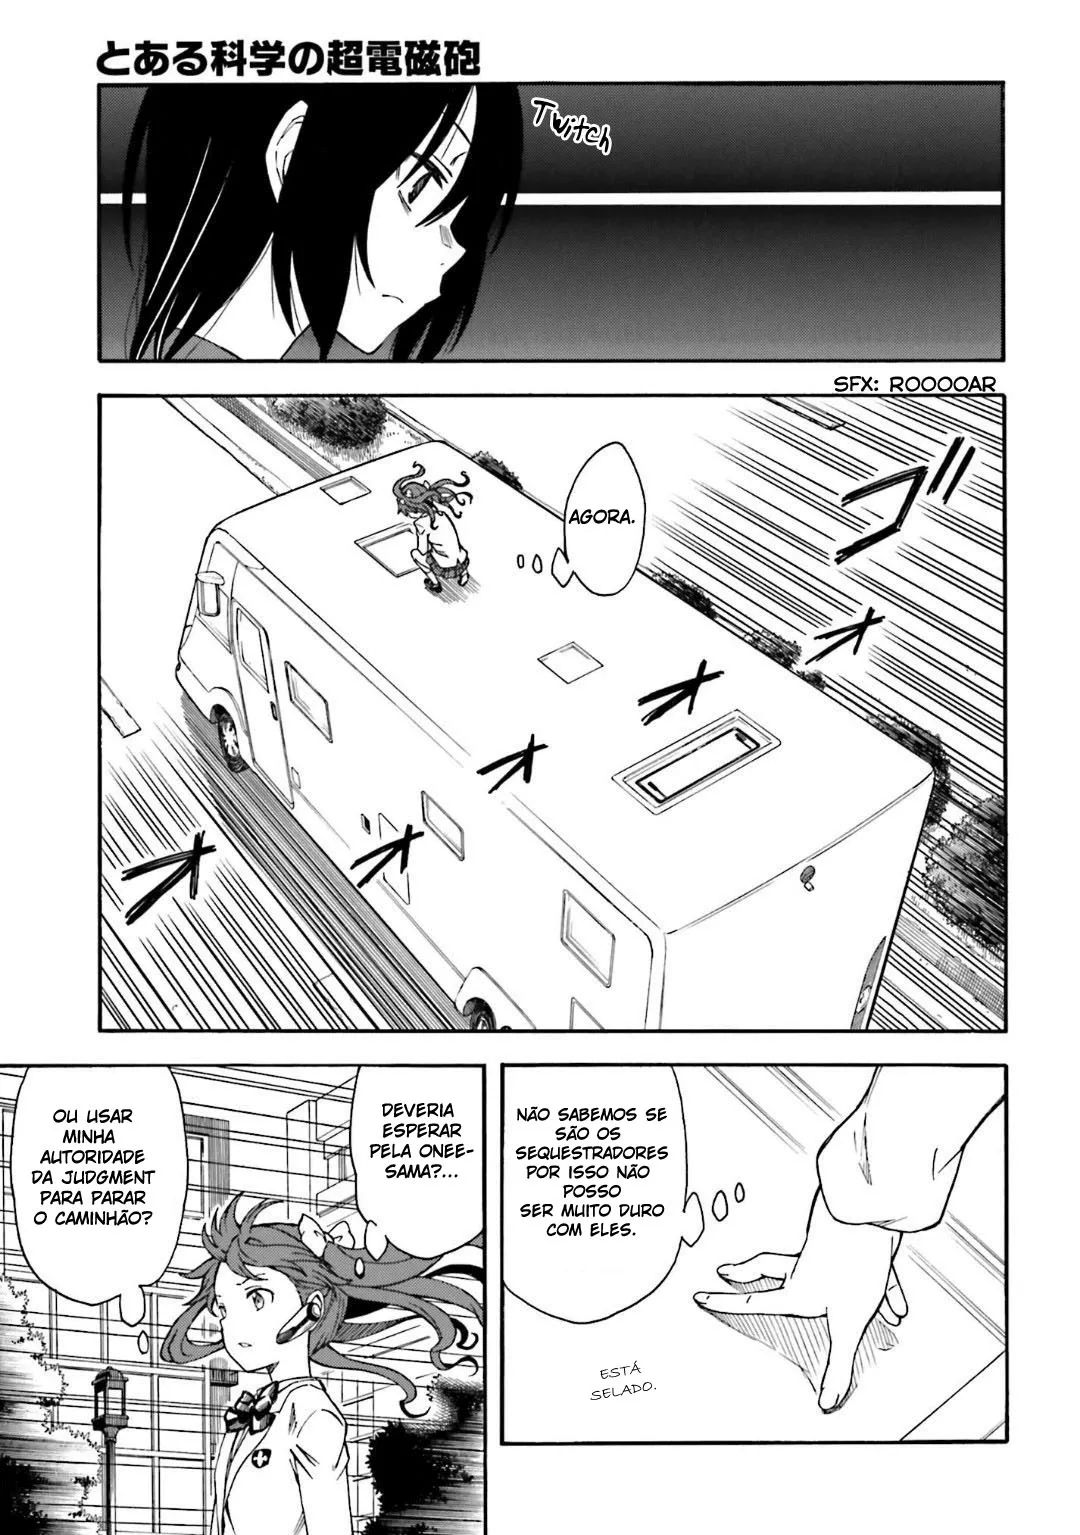 とある科学の超電磁砲
Twitch
SFX: ROOOOAR
AGORA.
NÃO SABEMOS SE
SÃO OS
SEQUESTRADORES
POR ISSO NÃO
POSSO
SER MUITO DURO
COM ELES.
ESTÁ
SELADO.
DEVERIA
ESPERAR
PELA ONEE-
SAMA?...
OU USAR
MINHA
AUTORIDADE
DA JUDGMENT
PARA PARAR
O CAMINHÃO?